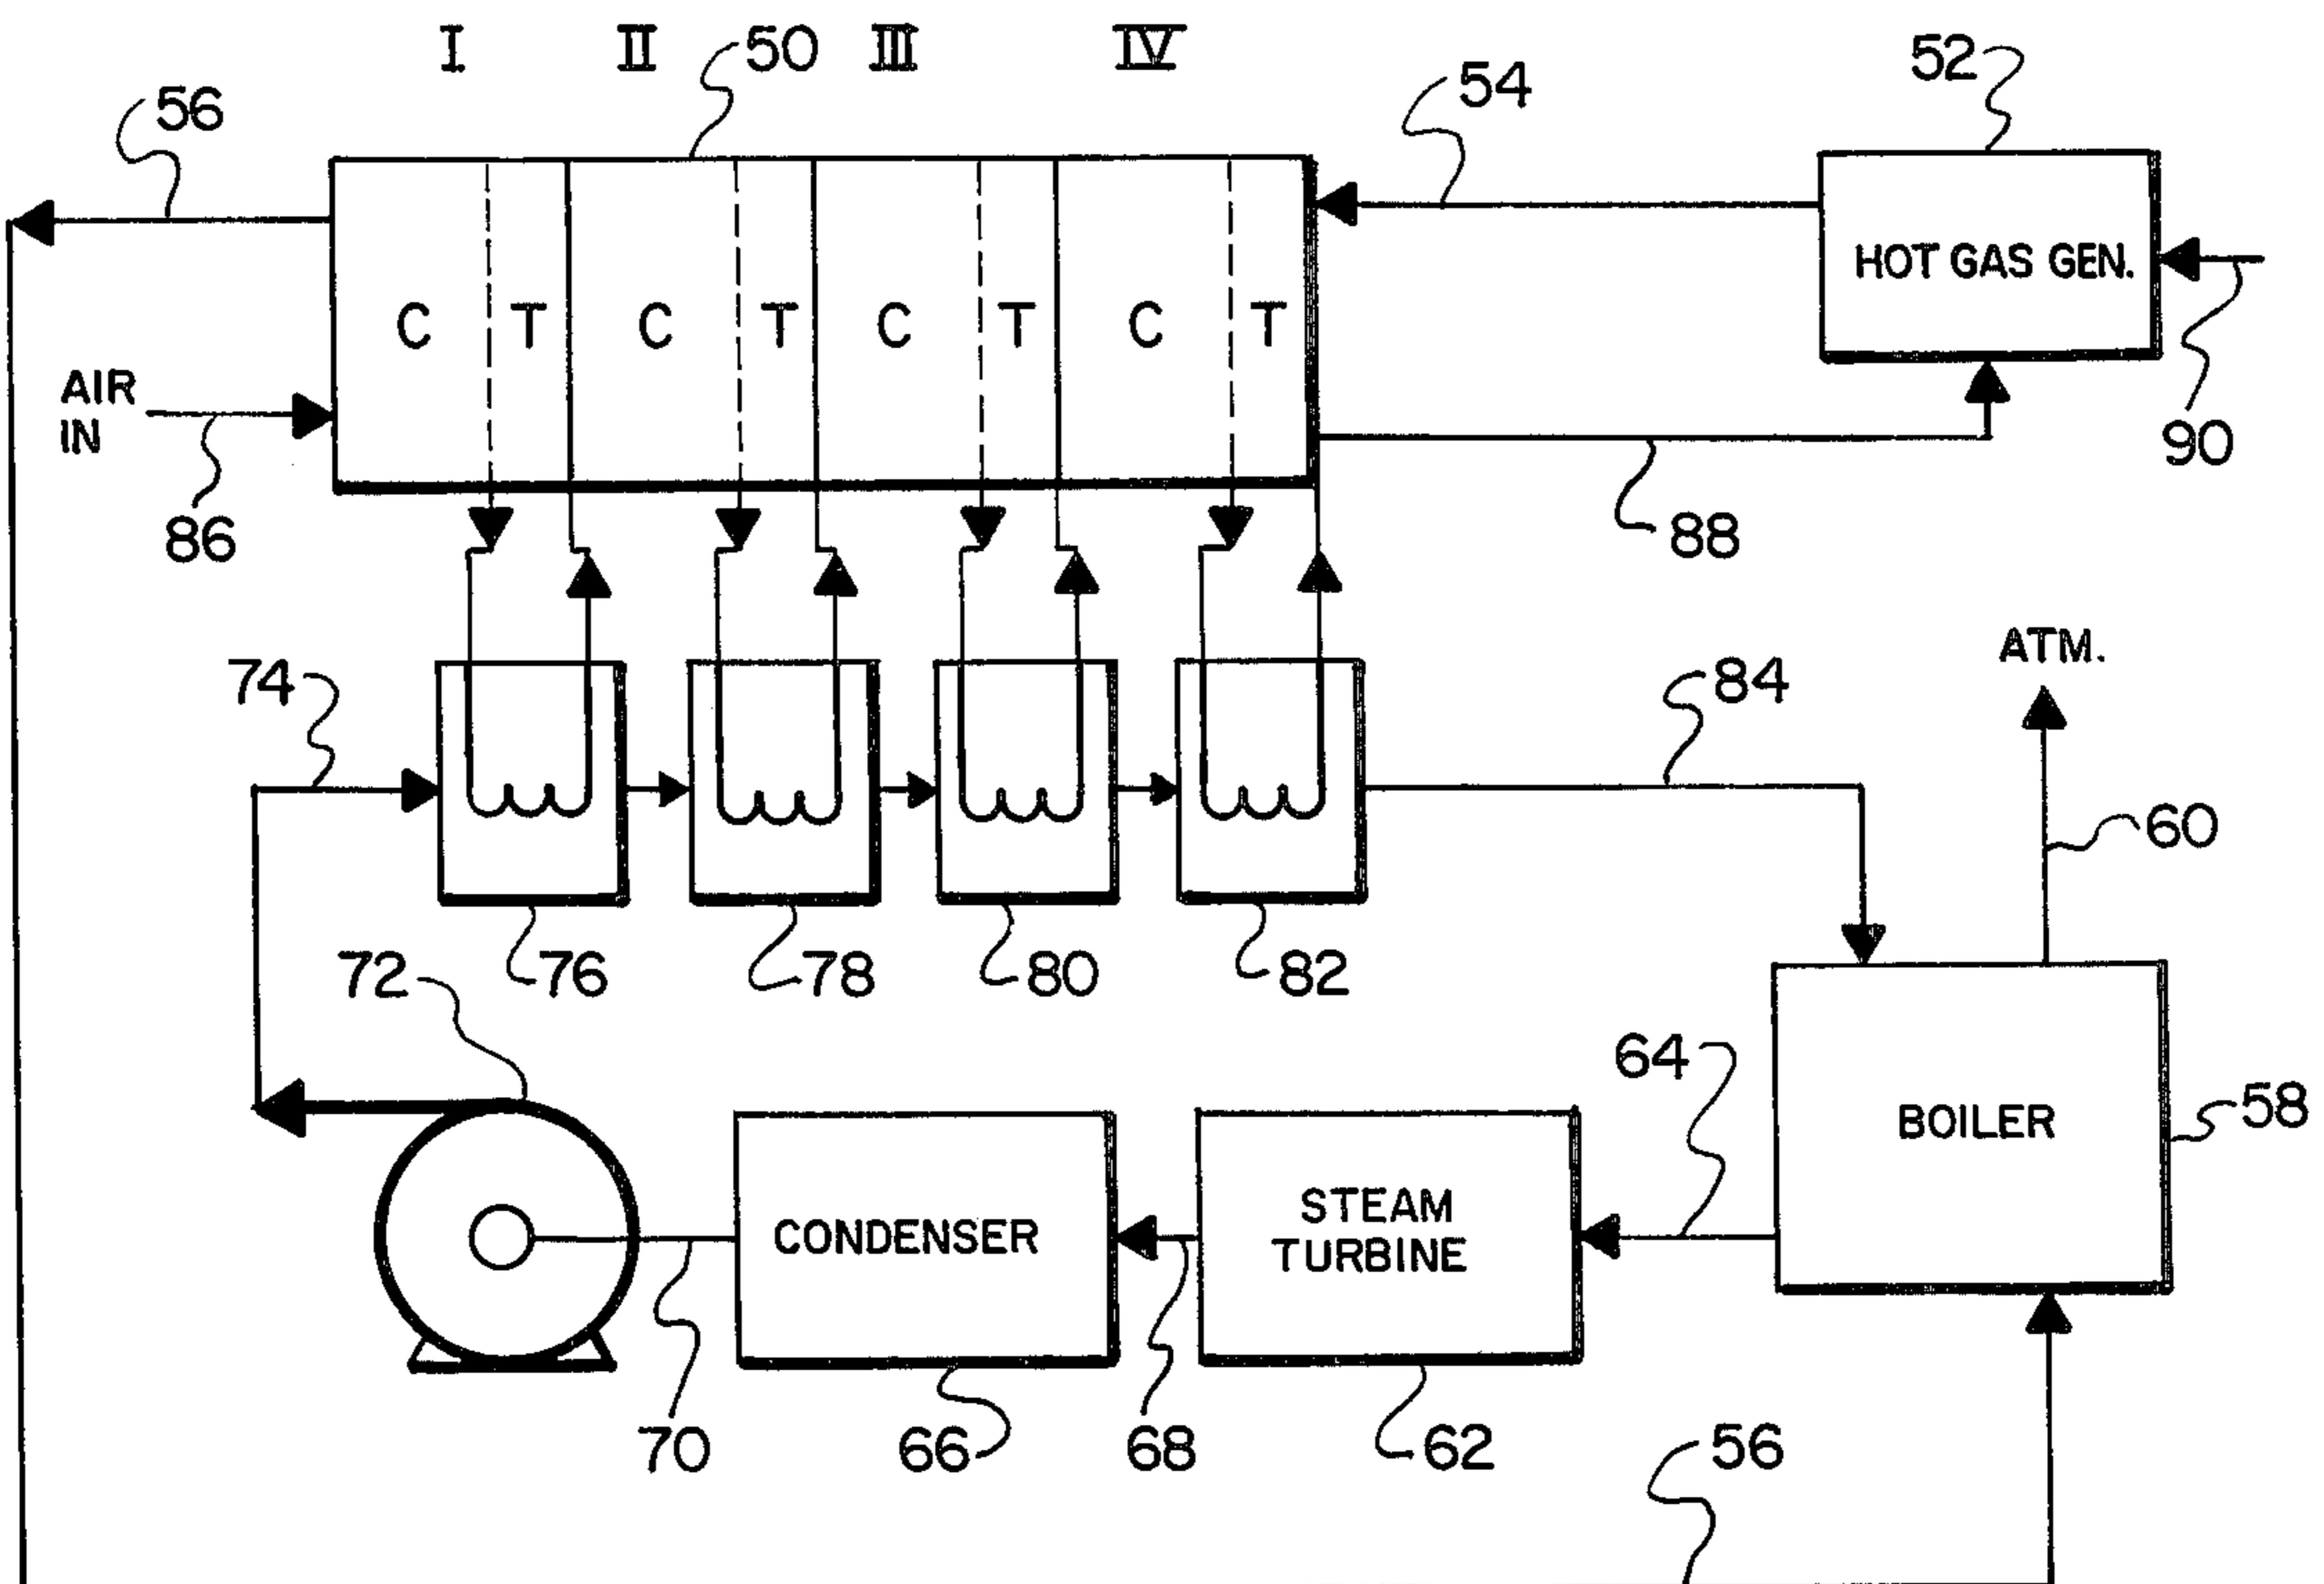 I II 50 III IV
52
54
56
HOT GAS GEN.
C T C T C T C T
AIR
IN
90
86
88
ATM.
74
84
60
76
78
80
82
72
64
58
BOILER
STEAM
TURBINE
CONDENSER
70
66
68
62
56